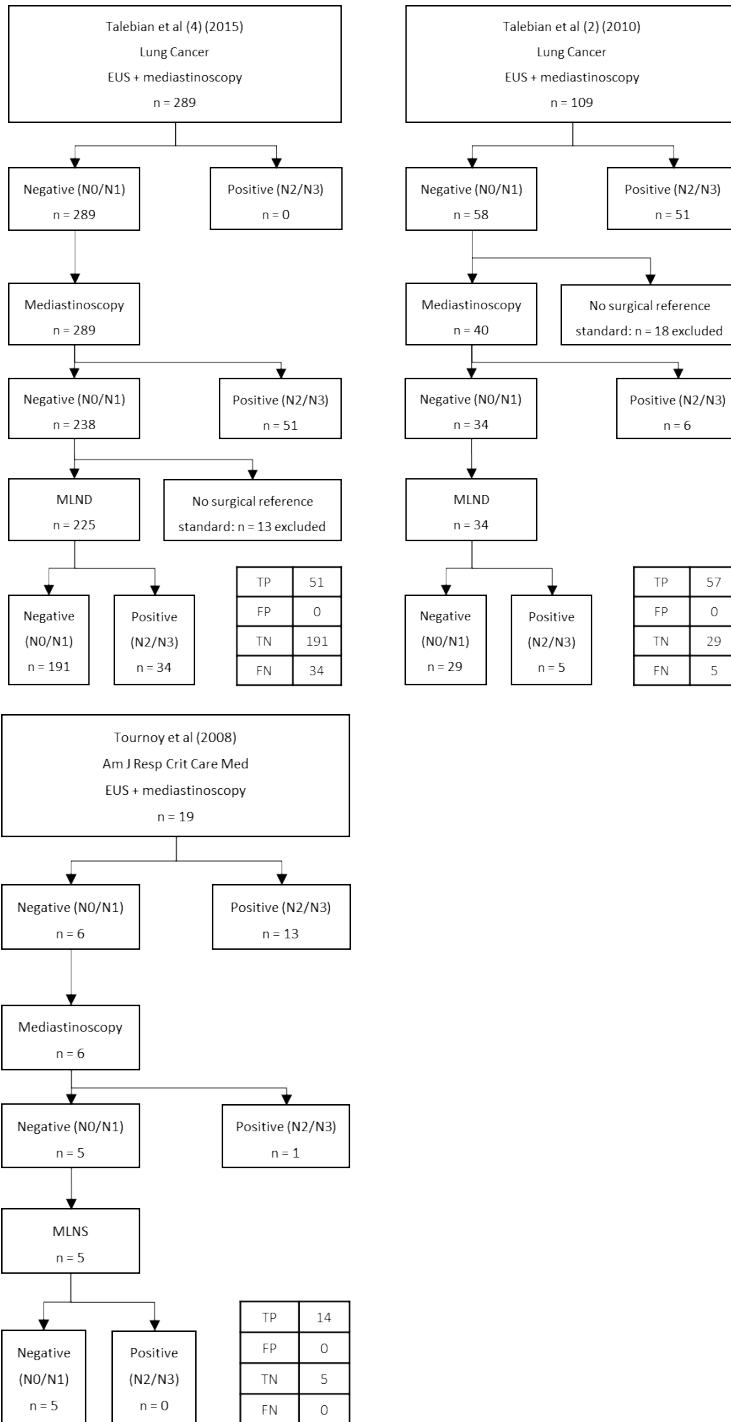 Talebian et al (4) (2015)
Lung Cancer
EUS + mediastinoscopy
n = 289
Negative (N0/N1)
n = 289
Positive (N2/N3)
n = 0
Mediastinoscopy
n = 289
Negative (N0/N1)
n = 238
Positive (N2/N3)
n = 51
MLND
n = 225
No surgical reference
standard: n = 13 excluded
Negative
(N0/N1)
n = 191
Positive
(N2/N3)
n = 34
TP 51
FP 0
TN 191
FN 34
Talebian et al (2) (2010)
Lung Cancer
EUS + mediastinoscopy
n = 109
Negative (N0/N1)
n = 58
Positive (N2/N3)
n = 51
Mediastinoscopy
n = 40
No surgical reference
standard: n = 18 excluded
Negative (N0/N1)
n = 34
Positive (N2/N3)
n = 6
MLND
n = 34
Negative
(N0/N1)
n = 29
Positive
(N2/N3)
n = 5
TP 57
FP 0
TN 29
FN 5
Tournoy et al (2008)
Am J Resp Crit Care Med
EUS + mediastinoscopy
n = 19
Negative (N0/N1)
n = 6
Positive (N2/N3)
n = 13
Mediastinoscopy
n = 6
Negative (N0/N1)
n = 5
Positive (N2/N3)
n = 1
MLNS
n = 5
Negative
(N0/N1)
n = 5
Positive
(N2/N3)
n = 0
TP 14
FP 0
TN 5
FN 0